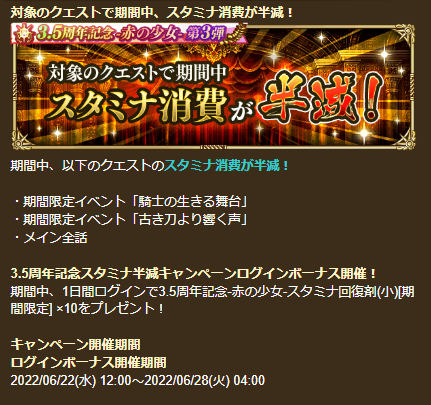 対象のクエストで期間中、スタミナ消費が半減！
3.5周年記念-赤の少女-第3弾
対象のクエストで期間中
スタミナ消費が半減！
期間中、以下のクエストのスタミナ消費が半減！
・期間限定イベント「騎士の生きる舞台」
・期間限定イベント「古き刀より響く声」
・メイン全話
3.5周年記念スタミナ半減キャンペーンログインボーナス開催！
期間中、1日間ログインで3.5周年記念-赤の少女-スタミナ回復剤(小)[期
間限定] ×10をプレゼント！
キャンペーン開催期間
ログインボーナス開催期間
2022/06/22(水) 12:00～2022/06/28(火) 04:00